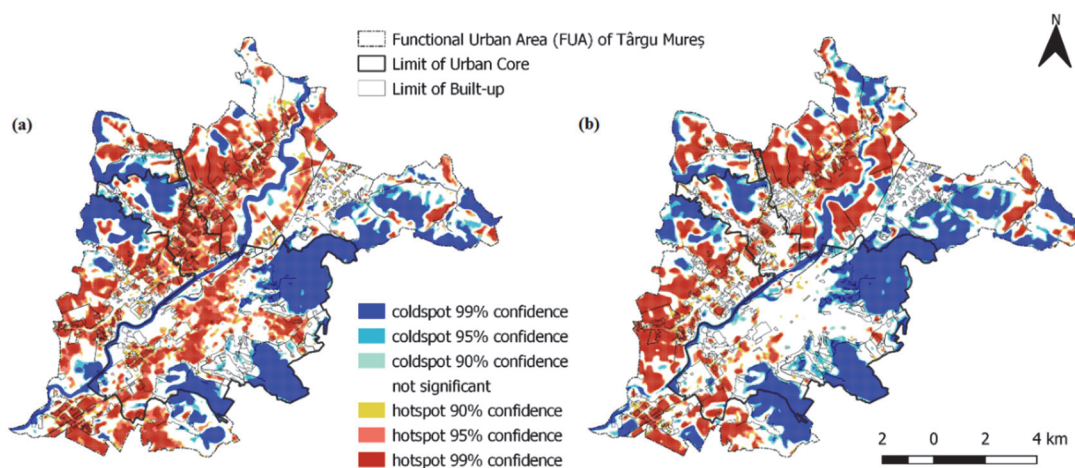 Functional Urban Area (FUA) of Târgu Mureș
Limit of Urban Core
Limit of Built-up
N
(a)
(b)
coldspot 99% confidence
coldspot 95% confidence
coldspot 90% confidence
not significant
hotspot 90% confidence
hotspot 95% confidence
hotspot 99% confidence
2 0 2 4 km